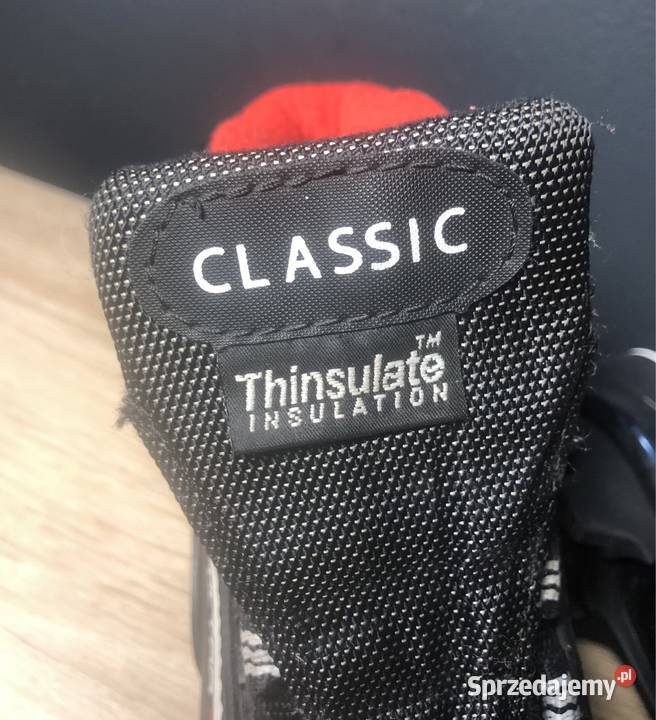 CLASSIC
Thinsulate™
INSULATION
Sprzedajemy.pl